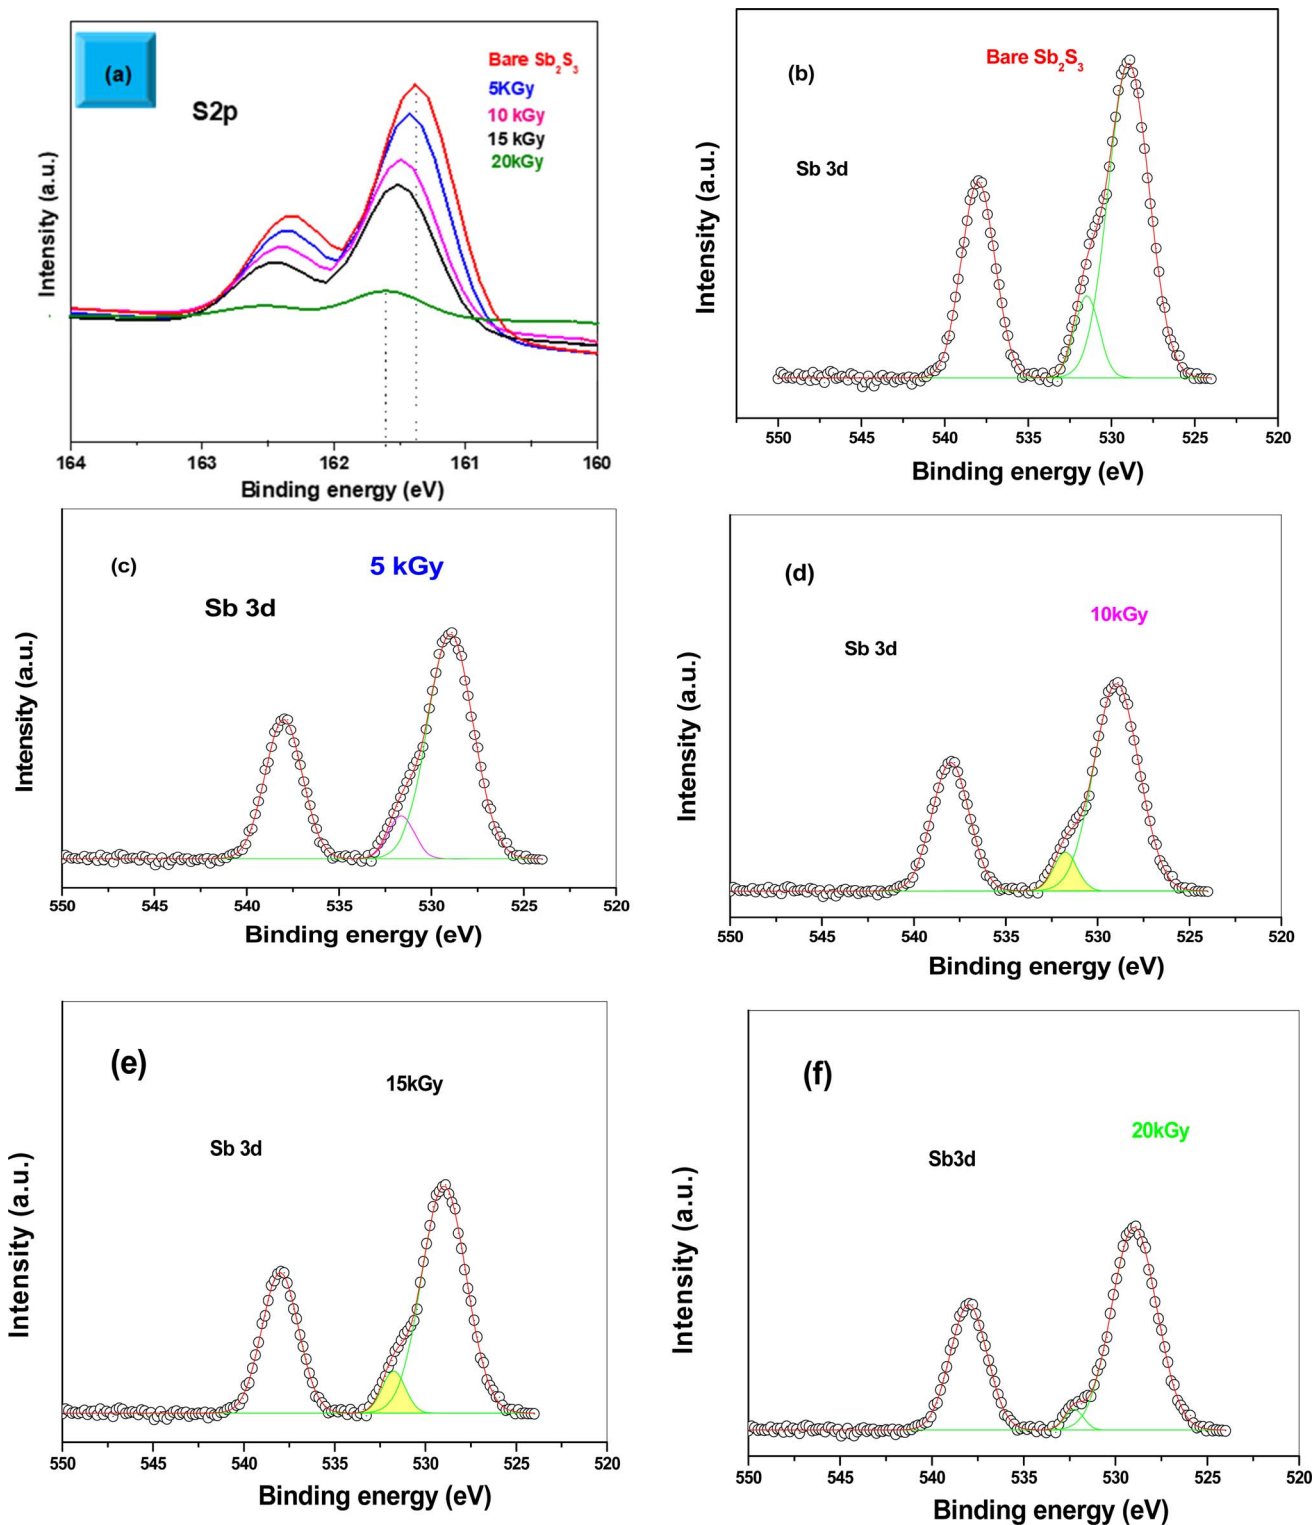 (a)
S2p
Bare Sb₂S₃
5KGy
10 kGy
15 kGy
20kGy
Intensity (a.u.)
164 163 162 161 160
Binding energy (eV)
(b)
Bare Sb₂S₃
Sb 3d
Intensity (a.u.)
550 545 540 535 530 525 520
Binding energy (eV)
(c)
5 kGy
Sb 3d
Intensity (a.u.)
550 545 540 535 530 525 520
Binding energy (eV)
(d)
10kGy
Sb 3d
Intensity (a.u.)
550 545 540 535 530 525 520
Binding energy (eV)
(e)
15kGy
Sb 3d
Intensity (a.u.)
550 545 540 535 530 525 520
Binding energy (eV)
(f)
20kGy
Sb3d
Intensity (a.u.)
550 545 540 535 530 525 520
Binding energy (eV)